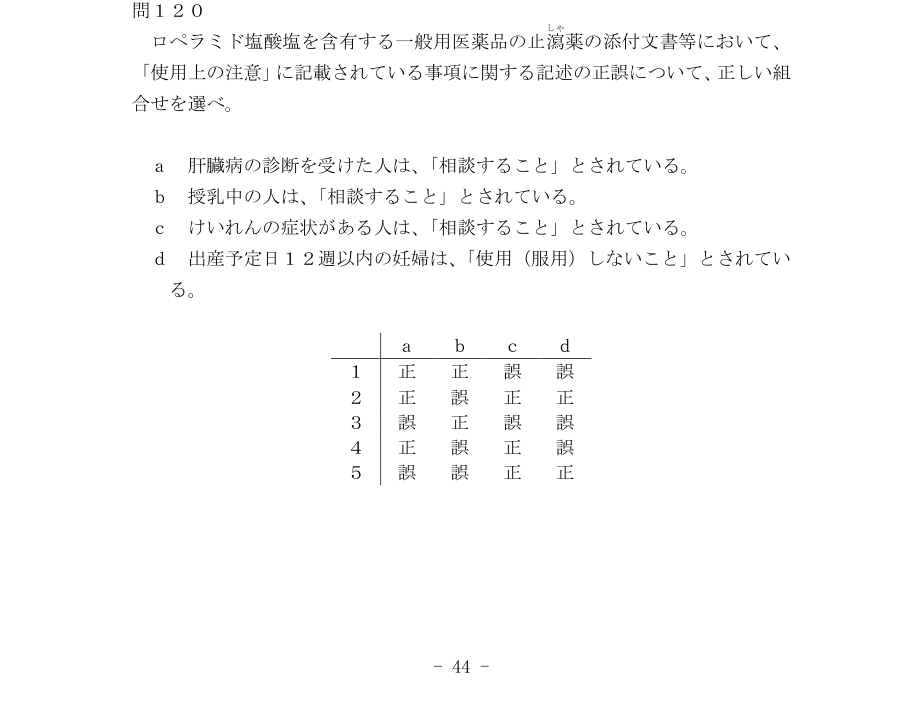 問１２０
ロペラミド塩酸塩を含有する一般用医薬品の止瀉薬の添付文書等において、
しゃ
「使用上の注意」に記載されている事項に関する記述の正誤について、正しい組
合せを選べ。
ａ 肝臓病の診断を受けた人は、「相談すること」とされている。
ｂ 授乳中の人は、「相談すること」とされている。
ｃ けいれんの症状がある人は、「相談すること」とされている。
ｄ 出産予定日１２週以内の妊婦は、「使用（服用）しないこと」とされてい
る。
ａ ｂ ｃ ｄ
１ 正 正 誤 誤
２ 正 誤 正 正
３ 誤 正 誤 誤
４ 正 誤 正 誤
５ 誤 誤 正 正
- 44 -